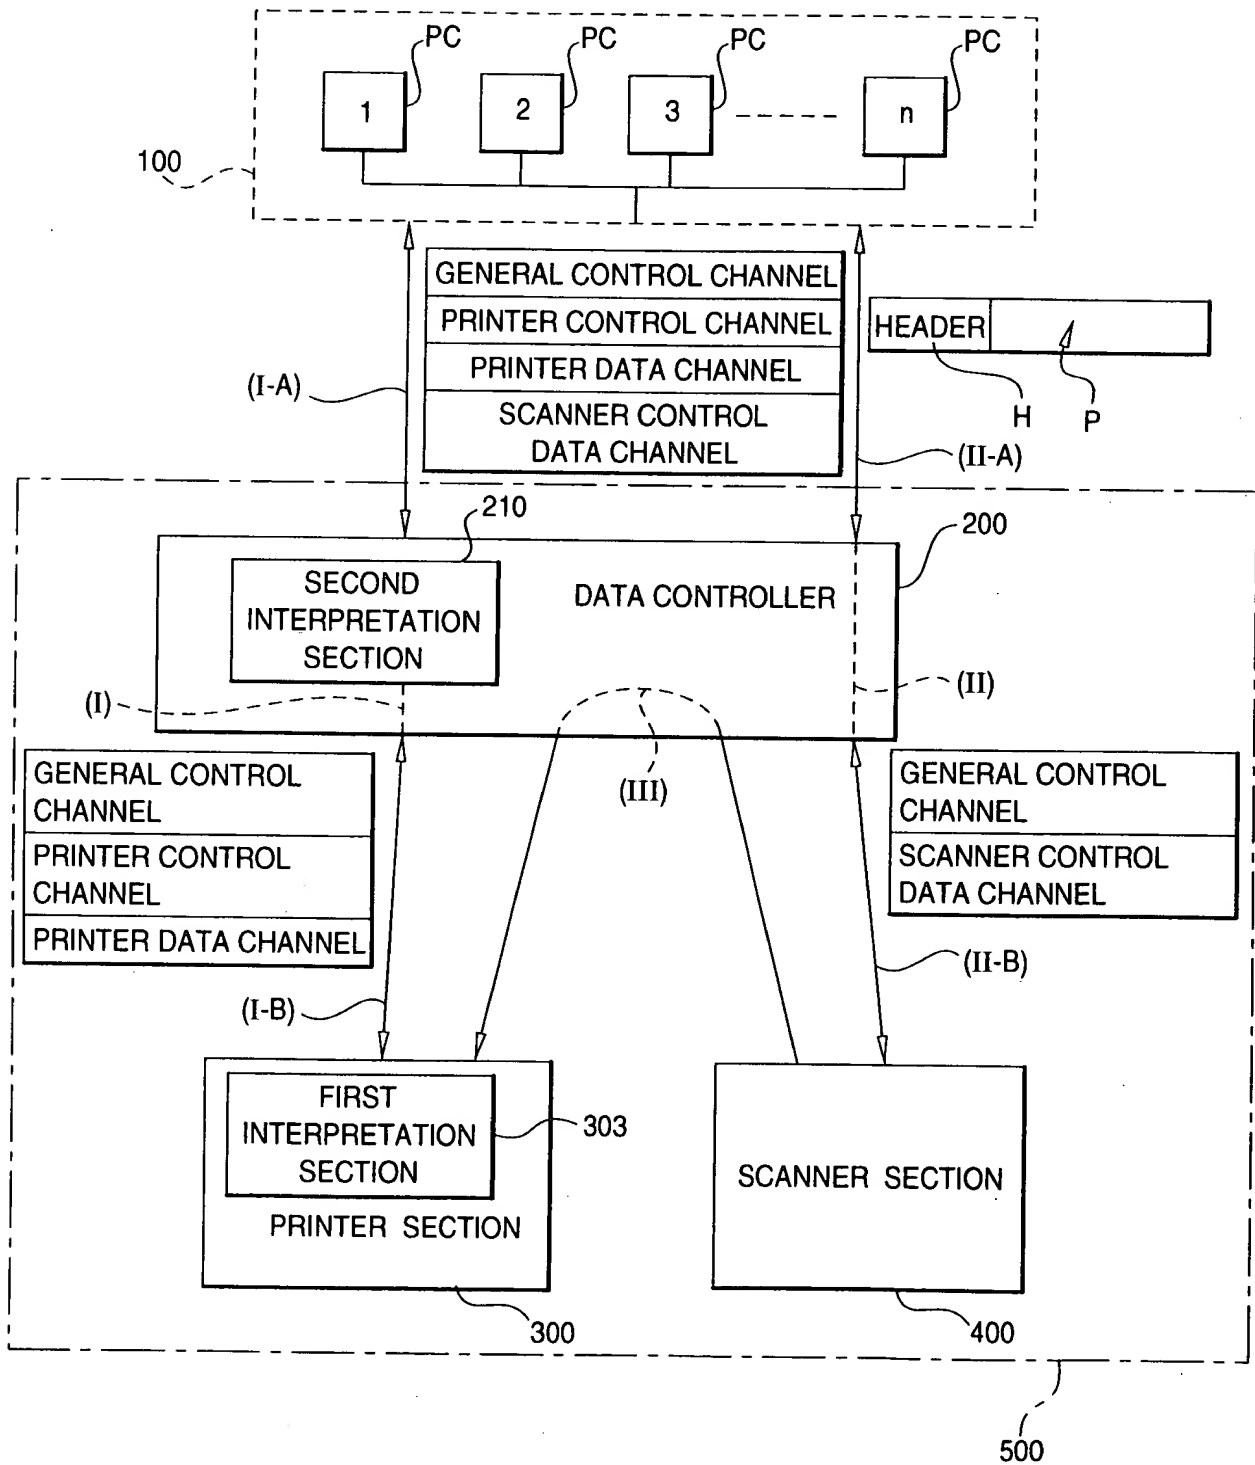 PC
PC
PC
PC
1
2
3
n
100
GENERAL CONTROL CHANNEL
PRINTER CONTROL CHANNEL
PRINTER DATA CHANNEL
SCANNER CONTROL
DATA CHANNEL
HEADER
H
P
(I-A)
(II-A)
210
200
SECOND
INTERPRETATION
SECTION
DATA CONTROLLER
(I)
(II)
(III)
GENERAL CONTROL
CHANNEL
PRINTER CONTROL
CHANNEL
PRINTER DATA CHANNEL
GENERAL CONTROL
CHANNEL
SCANNER CONTROL
DATA CHANNEL
(I-B)
(II-B)
FIRST
INTERPRETATION
SECTION
303
PRINTER SECTION
SCANNER SECTION
300
400
500